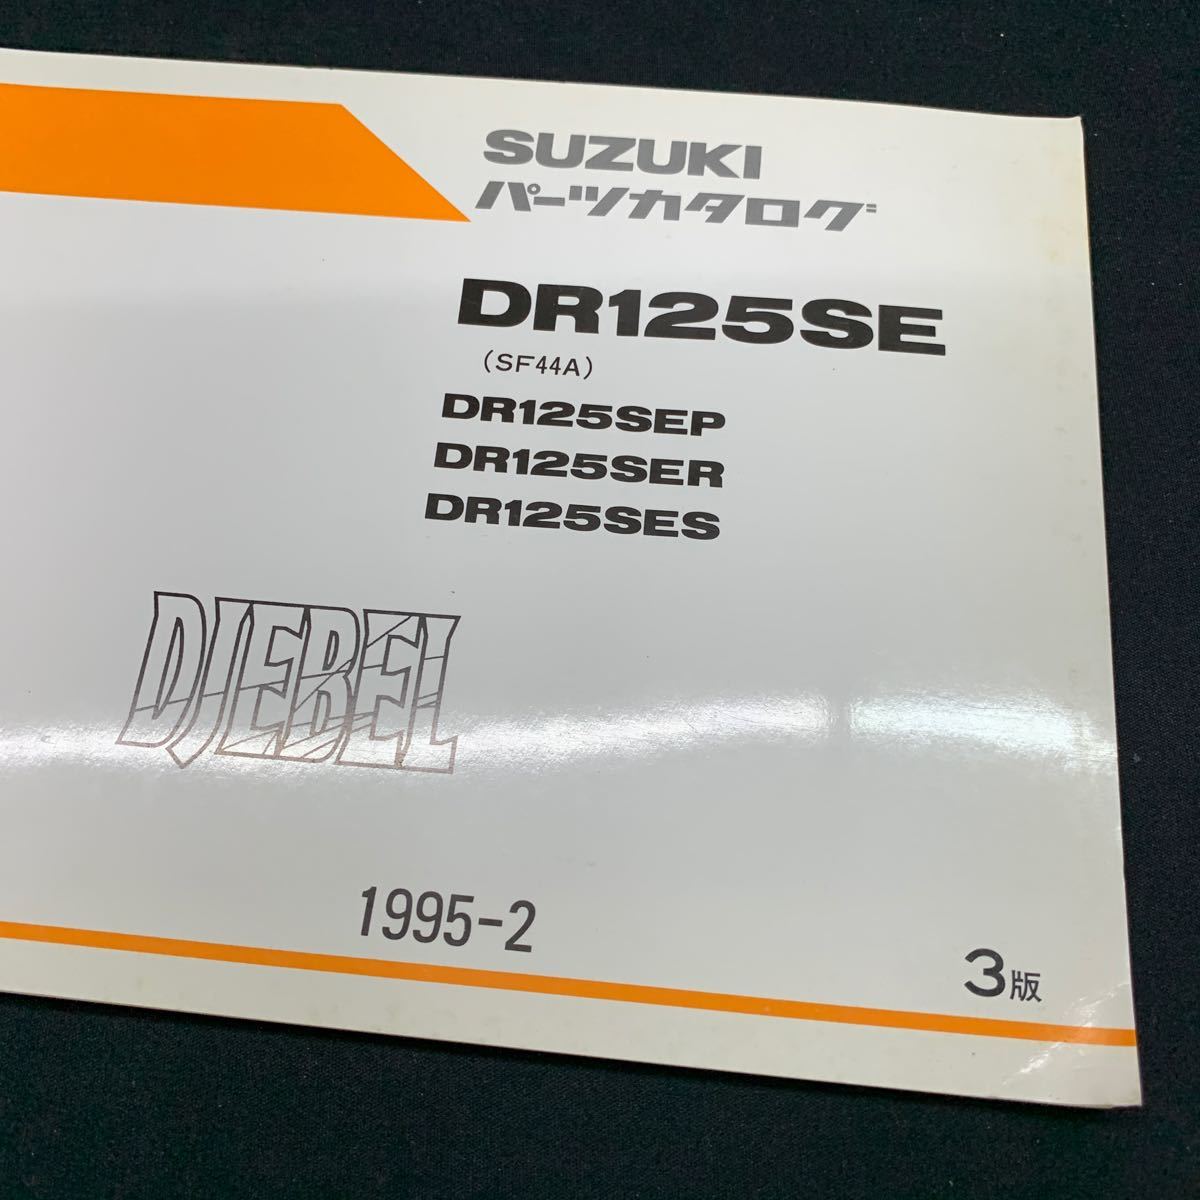 SUZUKI
パーツカタログ
DR125SE
(SF44A)
DR125SEP
DR125SER
DR125SES
DJEBEL
1995-2
3版